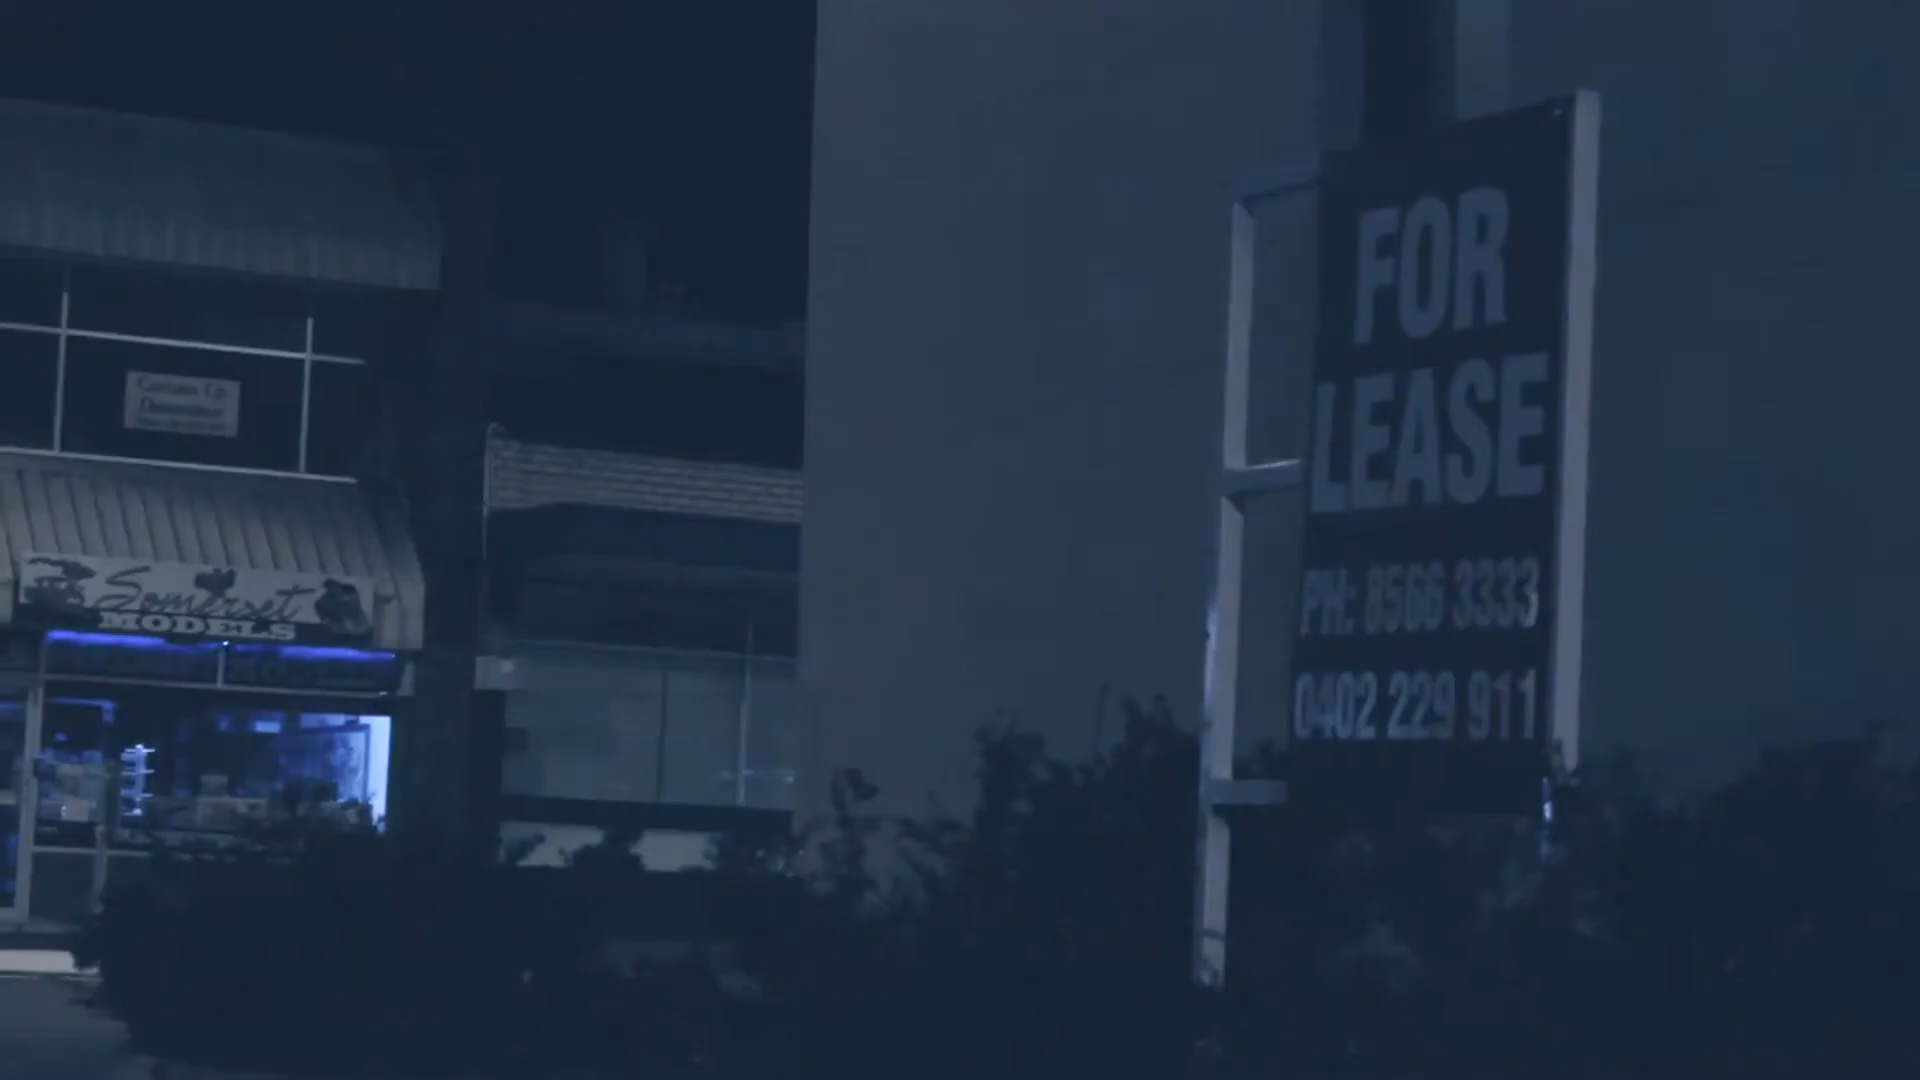 Somerset
MODELS
FOR
LEASE
PH: 8566 3333
0402 229 911